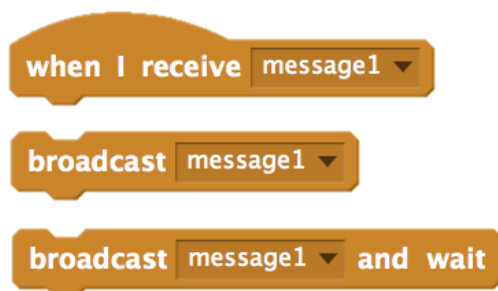 when I receive message1
broadcast message1
broadcast message1 and wait